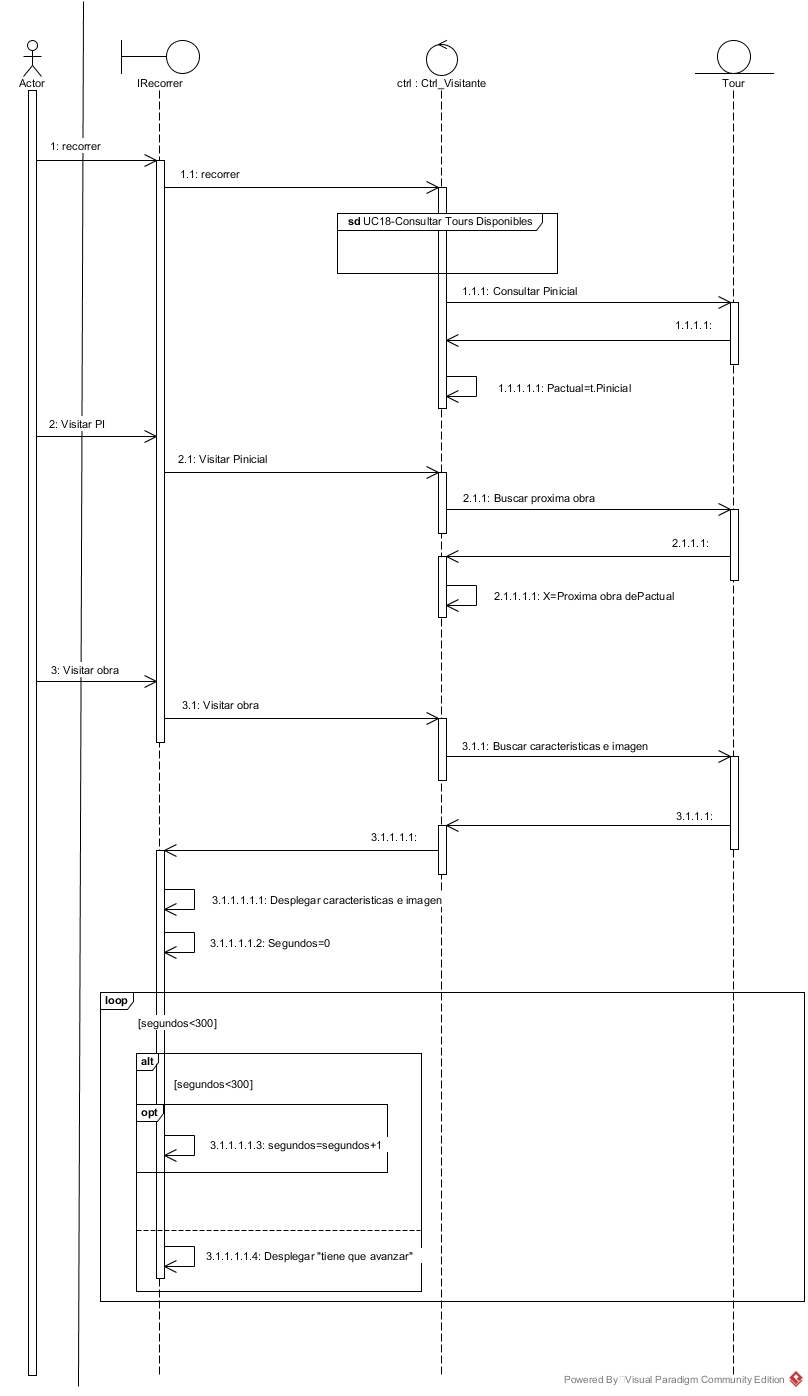 Actor
IRecorrer
ctrl : Ctrl_Visitante
Tour
1: recorrer
1.1: recorrer
sd UC18-Consultar Tours Disponibles
1.1.1: Consultar Pinicial
1.1.1.1:
1.1.1.1.1: Pactual=t.Pinicial
2: Visitar PI
2.1: Visitar Pinicial
2.1.1: Buscar proxima obra
2.1.1.1:
2.1.1.1.1: X=Proxima obra dePactual
3: Visitar obra
3.1: Visitar obra
3.1.1: Buscar caracteristicas e imagen
3.1.1.1:
3.1.1.1.1:
3.1.1.1.1.1: Desplegar caracteristicas e imagen
3.1.1.1.1.2: Segundos=0
loop
[segundos<300]
alt
[segundos<300]
opt
3.1.1.1.1.3: segundos=segundos+1
3.1.1.1.1.4: Desplegar "tiene que avanzar"
Powered By Visual Paradigm Community Edition